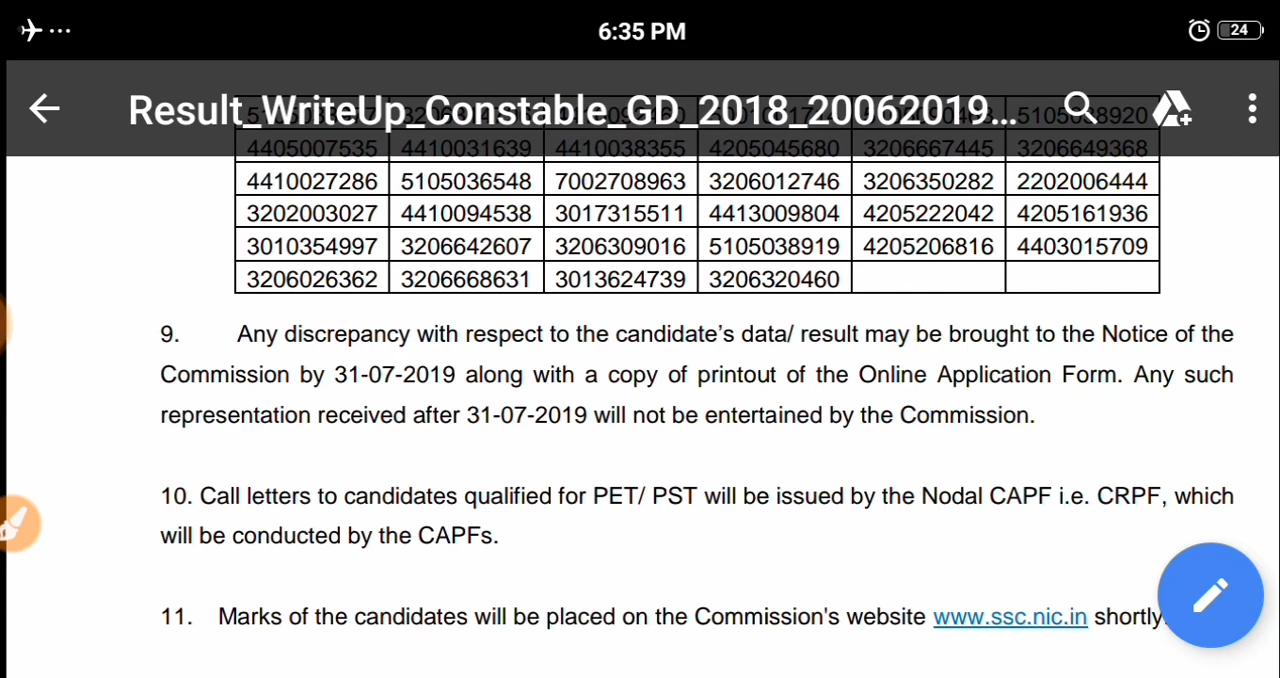 6:35 PM
24
Result_WriteUp_Constable_GD_2018_20062019...
4405007535 4410031639 4410038355 4205045680 3206667445 3206649368
4410027286 5105036548 7002708963 3206012746 3206350282 2202006444
3202003027 4410094538 3017315511 4413009804 4205222042 4205161936
3010354997 3206642607 3206309016 5105038919 4205206816 4403015709
3206026362 3206668631 3013624739 3206320460
9. Any discrepancy with respect to the candidate’s data/ result may be brought to the Notice of the
Commission by 31-07-2019 along with a copy of printout of the Online Application Form. Any such
representation received after 31-07-2019 will not be entertained by the Commission.
10. Call letters to candidates qualified for PET/ PST will be issued by the Nodal CAPF i.e. CRPF, which
will be conducted by the CAPFs.
11. Marks of the candidates will be placed on the Commission's website www.ssc.nic.in shortly.